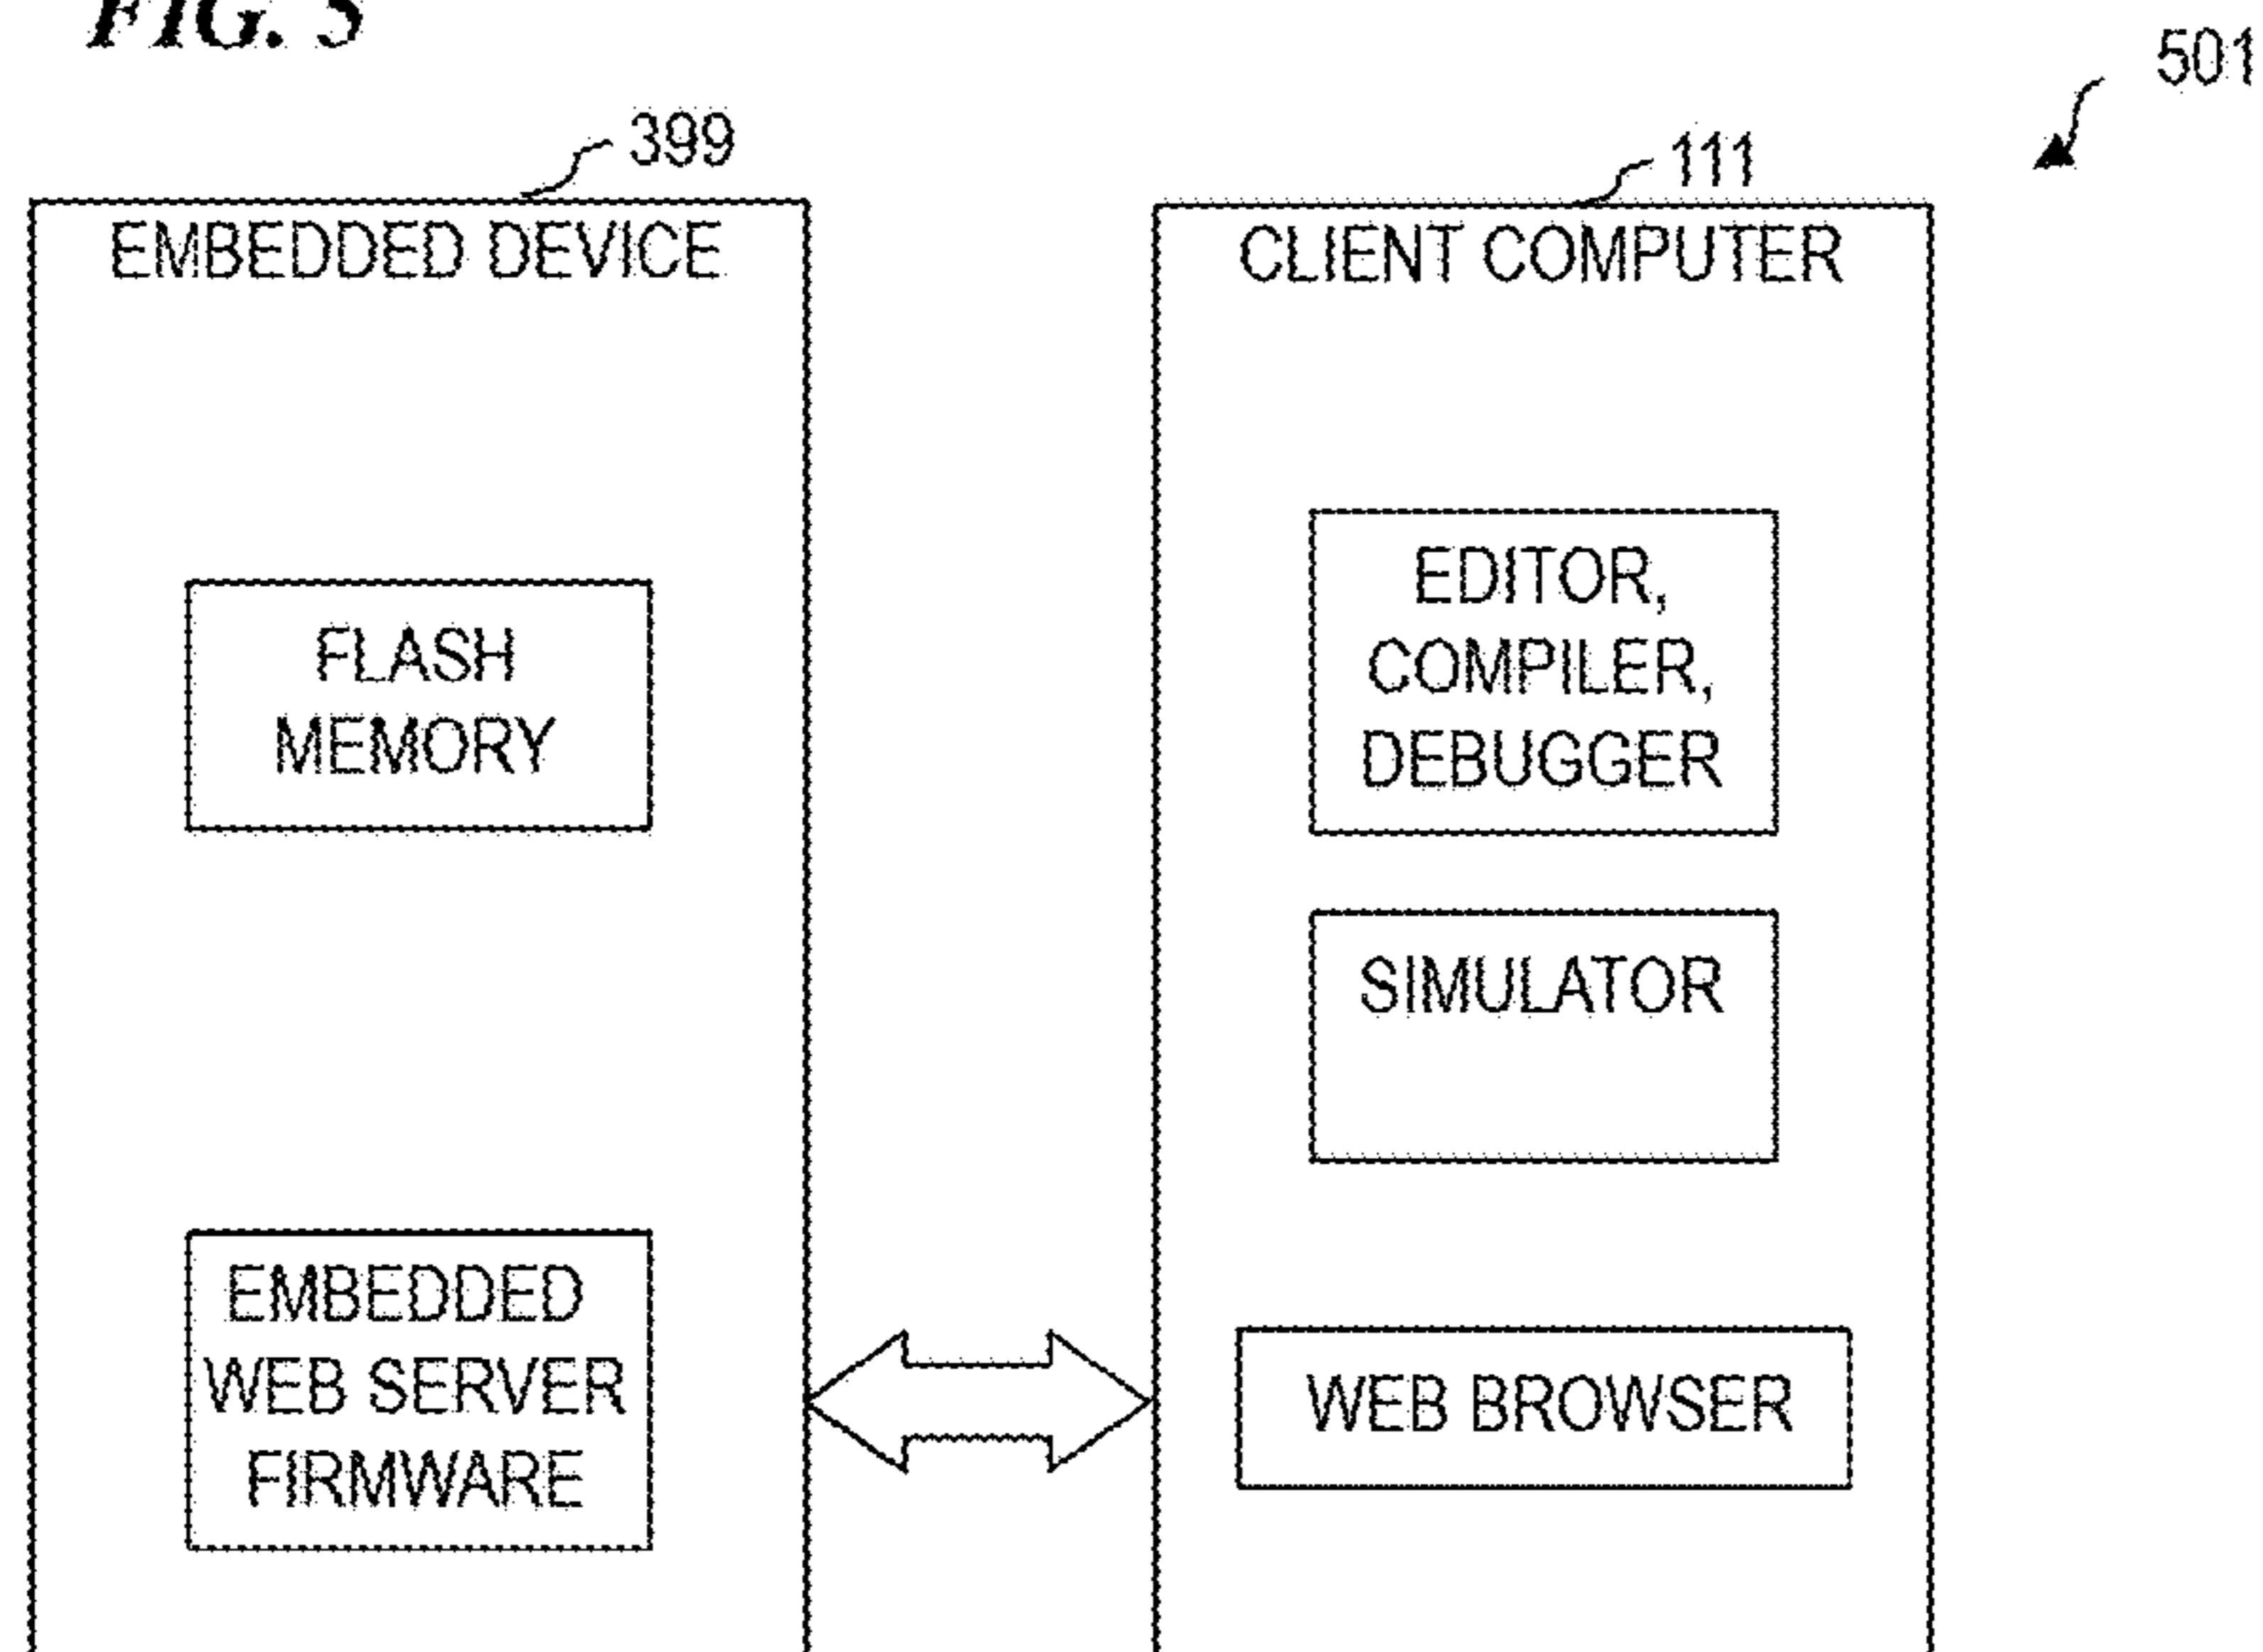 FIG. 5
501
399
111
EMBEDDED DEVICE
CLIENT COMPUTER
FLASH
MEMORY
EDITOR,
COMPILER,
DEBUGGER
SIMULATOR
EMBEDDED
WEB SERVER
FIRMWARE
WEB BROWSER